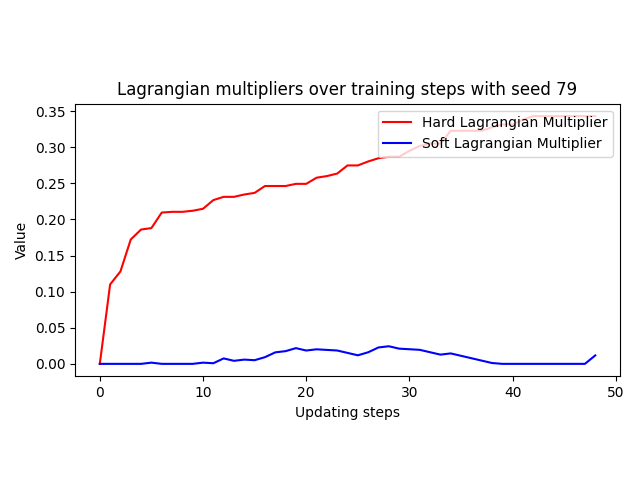 Lagrangian multipliers over training steps with seed 79
0.35
0.30
0.25
0.20
0.15
0.10
0.05
0.00
Value
Hard Lagrangian Multiplier
Soft Lagrangian Multiplier
0 10 20 30 40 50
Updating steps